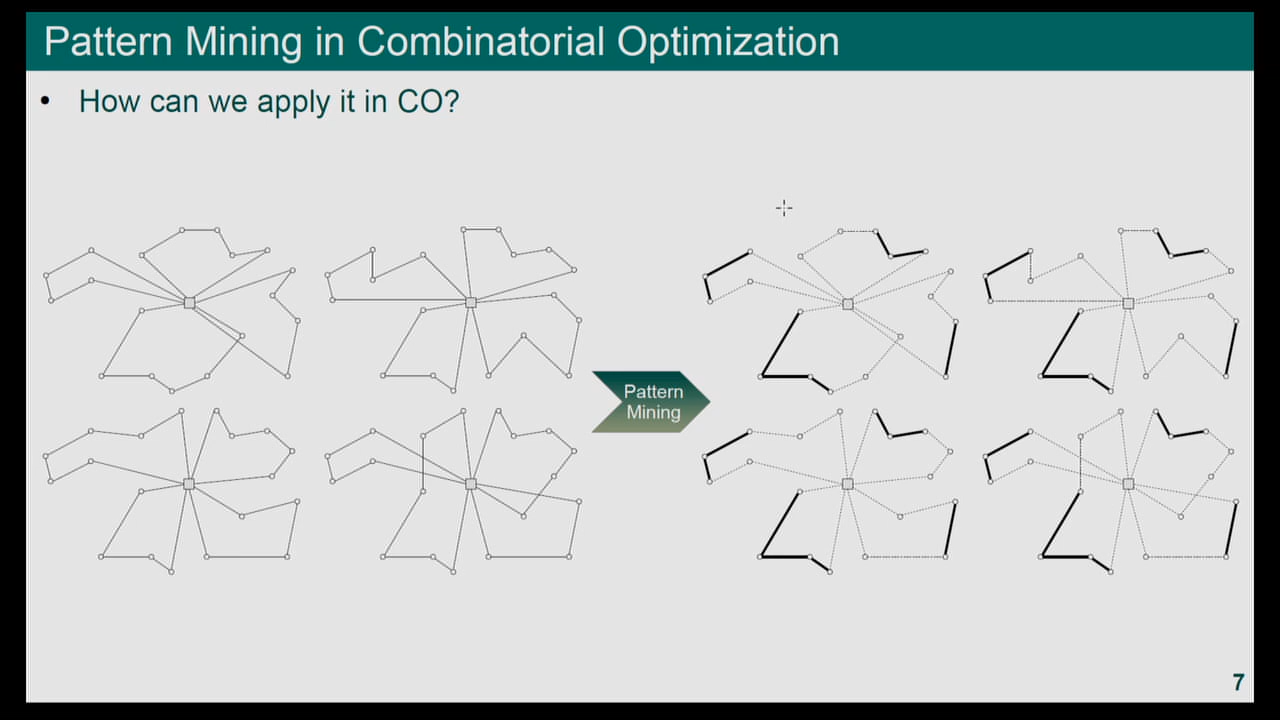 Pattern Mining in Combinatorial Optimization
• How can we apply it in CO?
Pattern
Mining
7